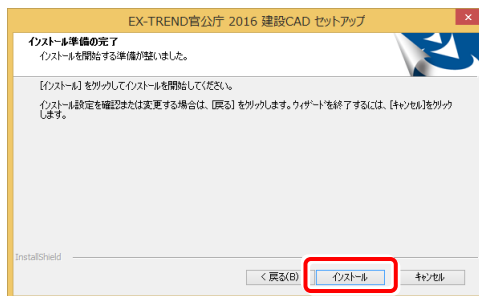 EX-TREND官公庁 2016 建設CAD セットアップ
インストール準備の完了
インストールを開始する準備が整いました。
[インストール] をクリックしてインストールを開始してください。
インストール設定を確認または変更する場合は、[戻る] をクリックします。ウィザードを終了するには、[キャンセル]をクリック
します。
InstallShield
< 戻る(B)
インストール
キャンセル